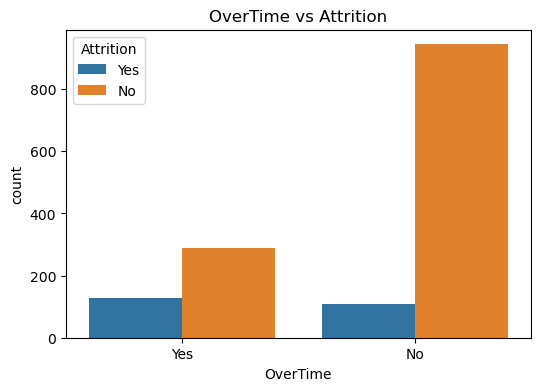 OverTime vs Attrition
Attrition
Yes
No
count
800
600
400
200
0
Yes No
OverTime